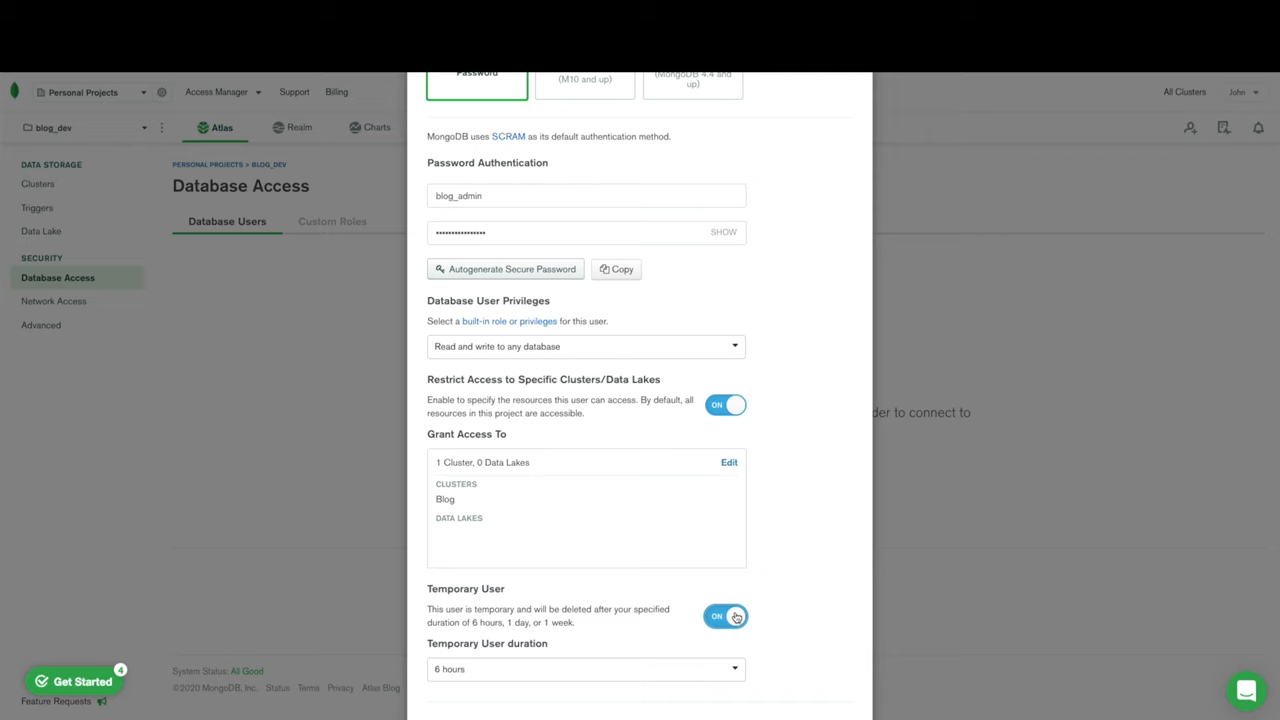 Password
(M10 and up)
(MongoDB 4.4 and
up)
Personal Projects
Access Manager
Support
Billing
All Clusters
John
blog_dev
Atlas
Realm
Charts
MongoDB uses SCRAM as its default authentication method.
DATA STORAGE
Clusters
Triggers
Data Lake
SECURITY
Database Access
Network Access
Advanced
PERSONAL PROJECTS > BLOG_DEV
Database Access
Database Users
Custom Roles
Password Authentication
blog_admin
SHOW
Autogenerate Secure Password
Copy
Database User Privileges
Select a built-in role or privileges for this user.
Read and write to any database
Restrict Access to Specific Clusters/Data Lakes
Enable to specify the resources this user can access. By default, all
resources in this project are accessible.
ON
Grant Access To
1 Cluster, 0 Data Lakes
Edit
CLUSTERS
Blog
DATA LAKES
to connect to
Temporary User
This user is temporary and will be deleted after your specified
duration of 6 hours, 1 day, or 1 week.
ON
Temporary User duration
6 hours
Get Started
4
Feature Requests
System Status: All Good
©2020 MongoDB, Inc.
Status
Terms
Privacy
Atlas Blog